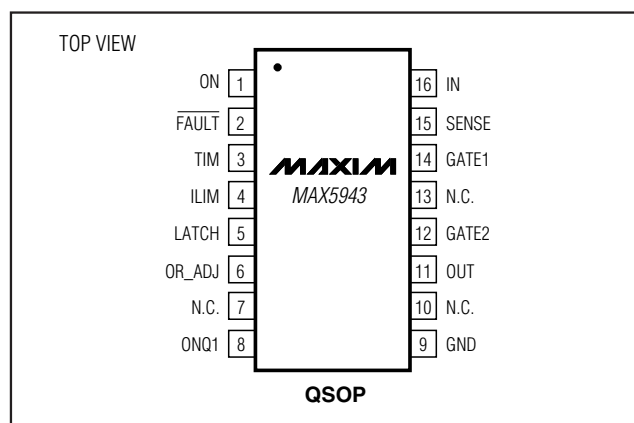 TOP VIEW
ON 1
FAULT 2
TIM 3
ILIM 4
LATCH 5
OR_ADJ 6
N.C. 7
ONQ1 8
MAXIM
MAX5943
16 IN
15 SENSE
14 GATE1
13 N.C.
12 GATE2
11 OUT
10 N.C.
9 GND
QSOP